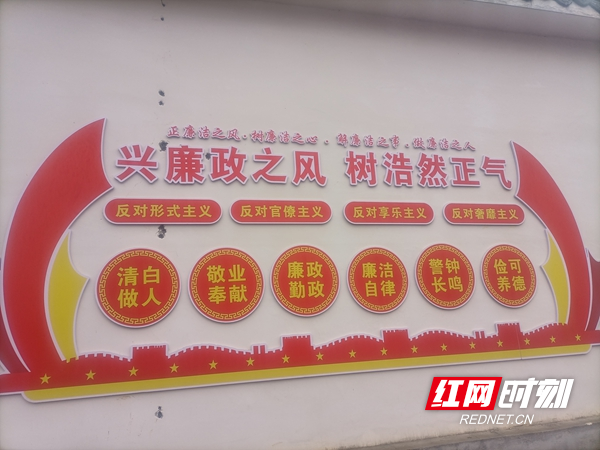 正廉洁之风、树廉洁之心、解廉洁之事、做廉洁之人
兴廉政之风 树浩然正气
反对形式主义 反对官僚主义 反对享乐主义 反对奢靡主义
清白做人 敬业奉献 廉政勤政 廉洁自律 警钟长鸣 俭可养德
红网时刻
REDNET.CN